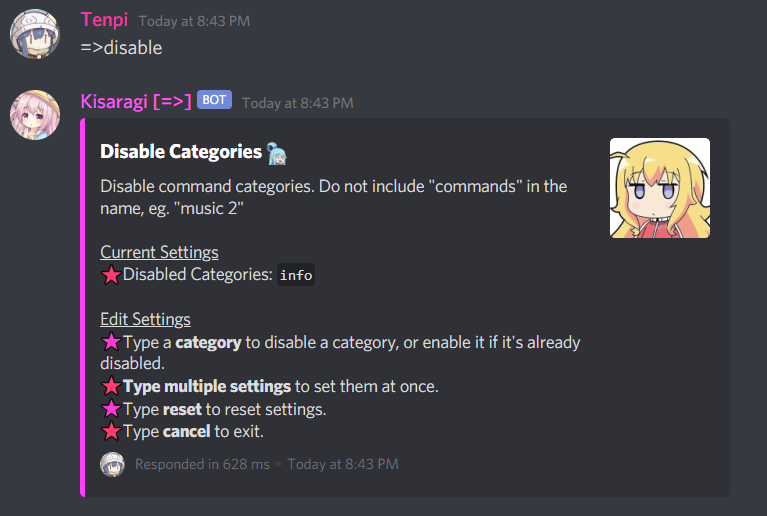 Tenpi Today at 8:43 PM
=>disable
Kisaragi [=>] BOT Today at 8:43 PM
Disable Categories
Disable command categories. Do not include "commands" in the
name, eg. "music 2"
Current Settings
Disabled Categories: info
Edit Settings
Type a category to disable a category, or enable it if it's already
disabled.
Type multiple settings to set them at once.
Type reset to reset settings.
Type cancel to exit.
Responded in 628 ms • Today at 8:43 PM